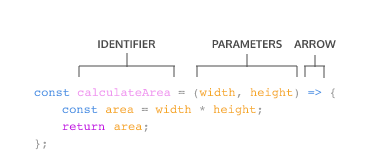 IDENTIFIER PARAMETERS ARROW
const calculateArea = (width, height) => {
    const area = width * height;
    return area;
};